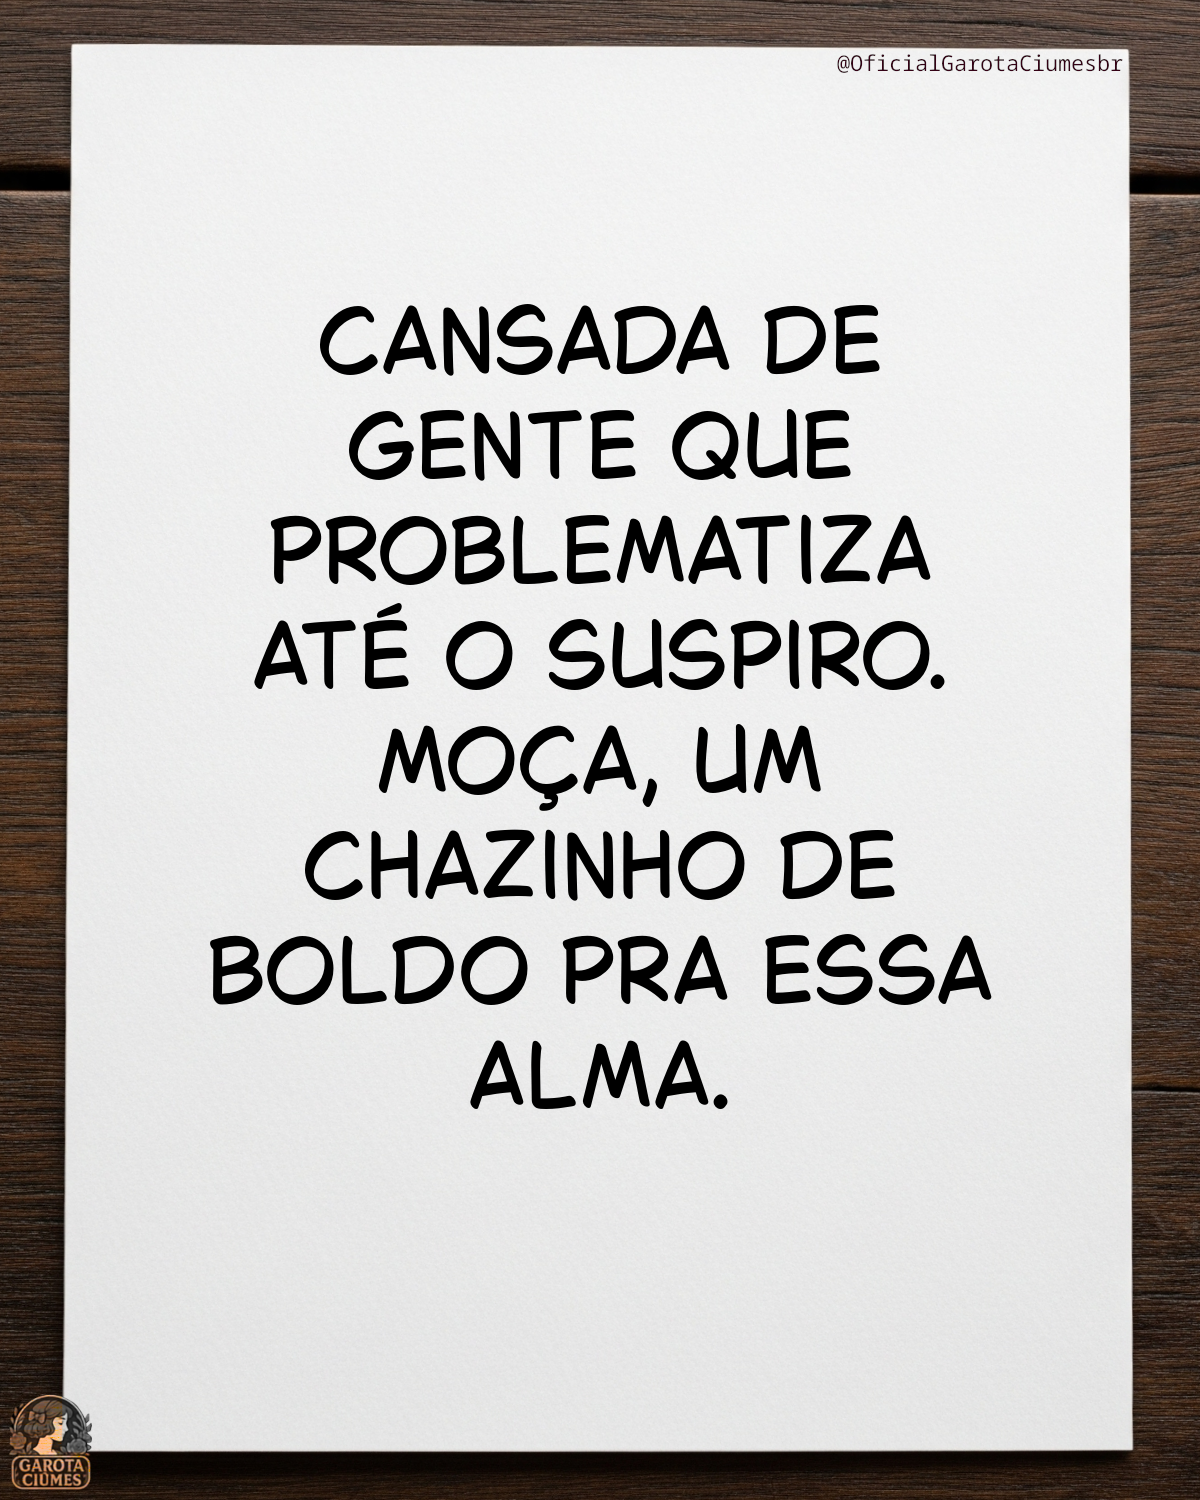 @OficialGarotaCiumesbr
CANSADA DE
GENTE QUE
PROBLEMATIZA
ATÉ O SUSPIRO.
MOÇA, UM
CHAZINHO DE
BOLDO PRA ESSA
ALMA.
GAROTA
CIÚMES